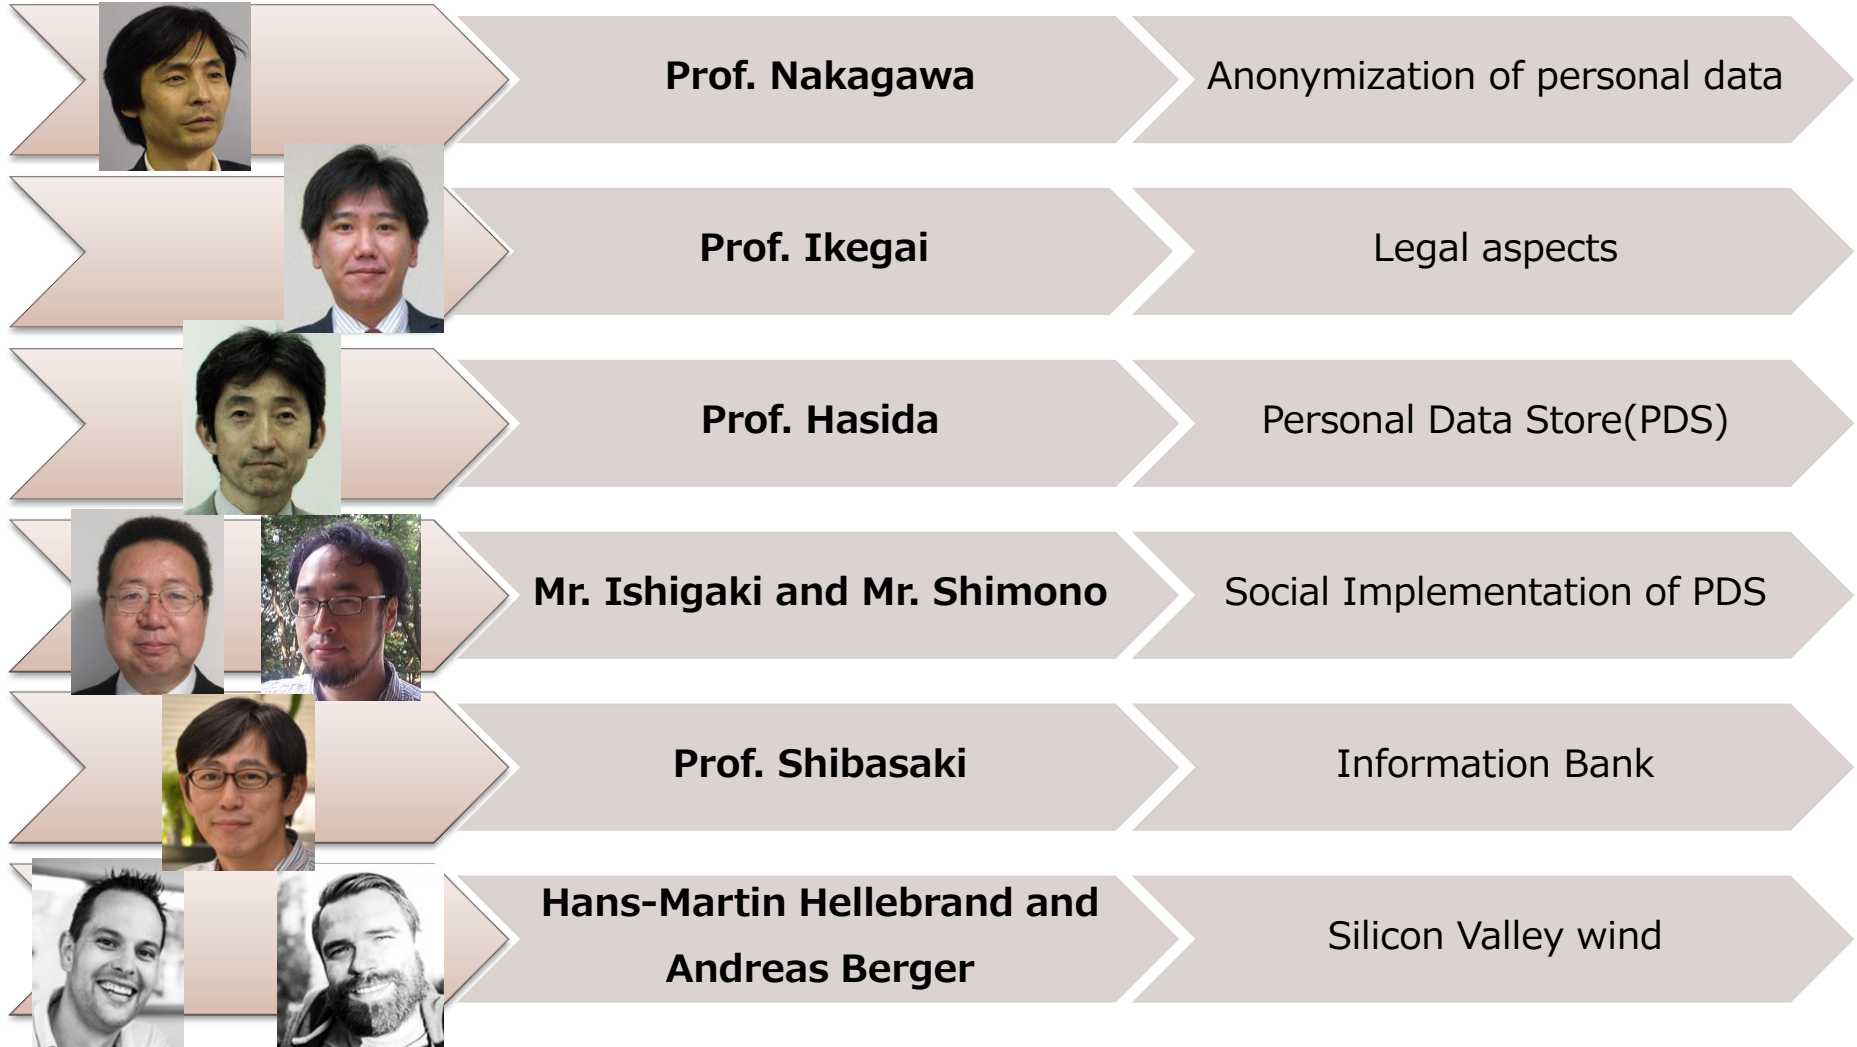 Prof. Nakagawa
Anonymization of personal data
Prof. Ikegai
Legal aspects
Prof. Hasida
Personal Data Store(PDS)
Mr. Ishigaki and Mr. Shimono
Social Implementation of PDS
Prof. Shibasaki
Information Bank
Hans-Martin Hellebrand and
Andreas Berger
Silicon Valley wind